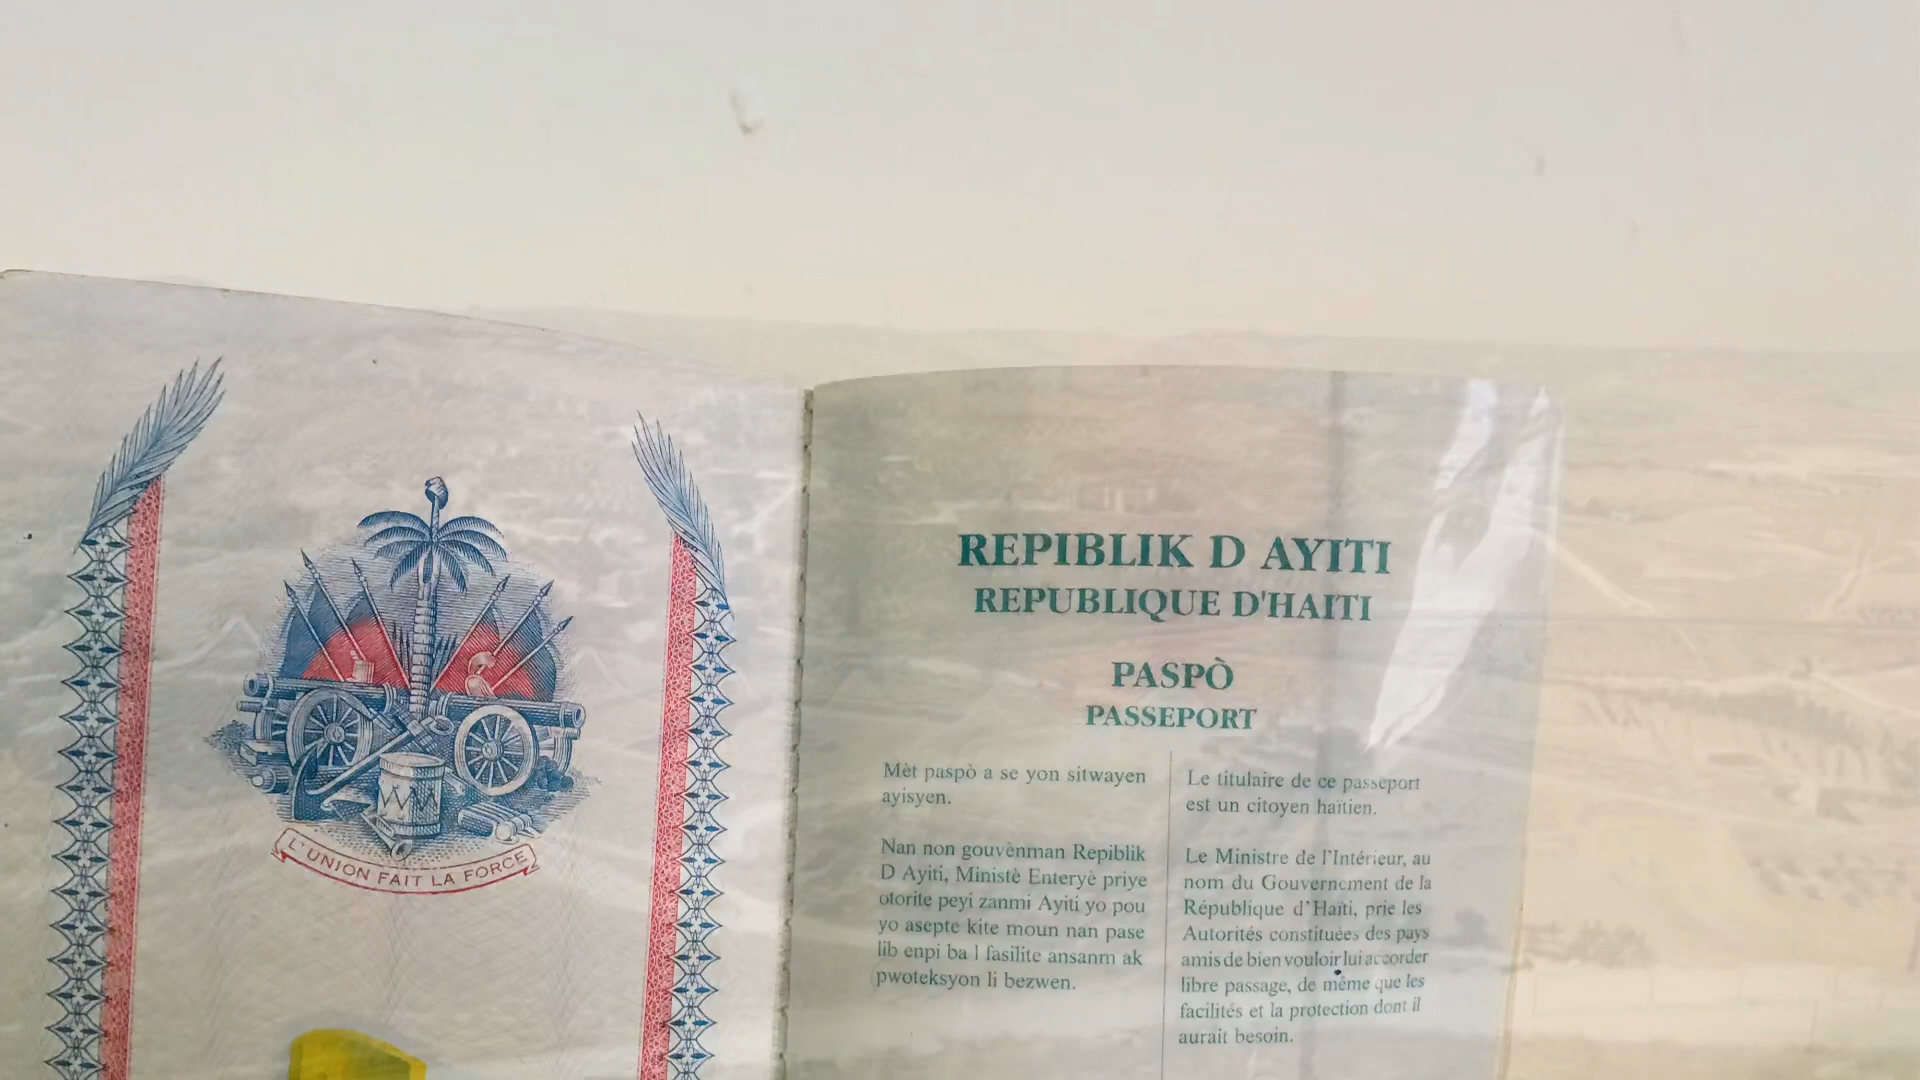 L'UNION FAIT LA FORCE
REPIBLIK D AYITI
REPUBLIQUE D'HAITI
PASPÒ
PASSEPORT
Mèt paspò a se yon sitwayen
ayisyen.
Nan non gouvènman Repiblik
D Ayiti, Ministè Enteryè priye
otorite peyi zanmi Ayiti yo pou
yo asepte kite moun nan pase
lib enpi ba l fasilite ansanm ak
pwoteksyon li bezwen.
Le titulaire de ce passeport
est un citoyen haïtien.
Le Ministre de l'Intérieur, au
nom du Gouvernement de la
République d'Haïti, prie les
Autorités constituées des pays
amis de bien vouloir lui accorder
libre passage, de même que les
facilités et la protection dont il
aurait besoin.